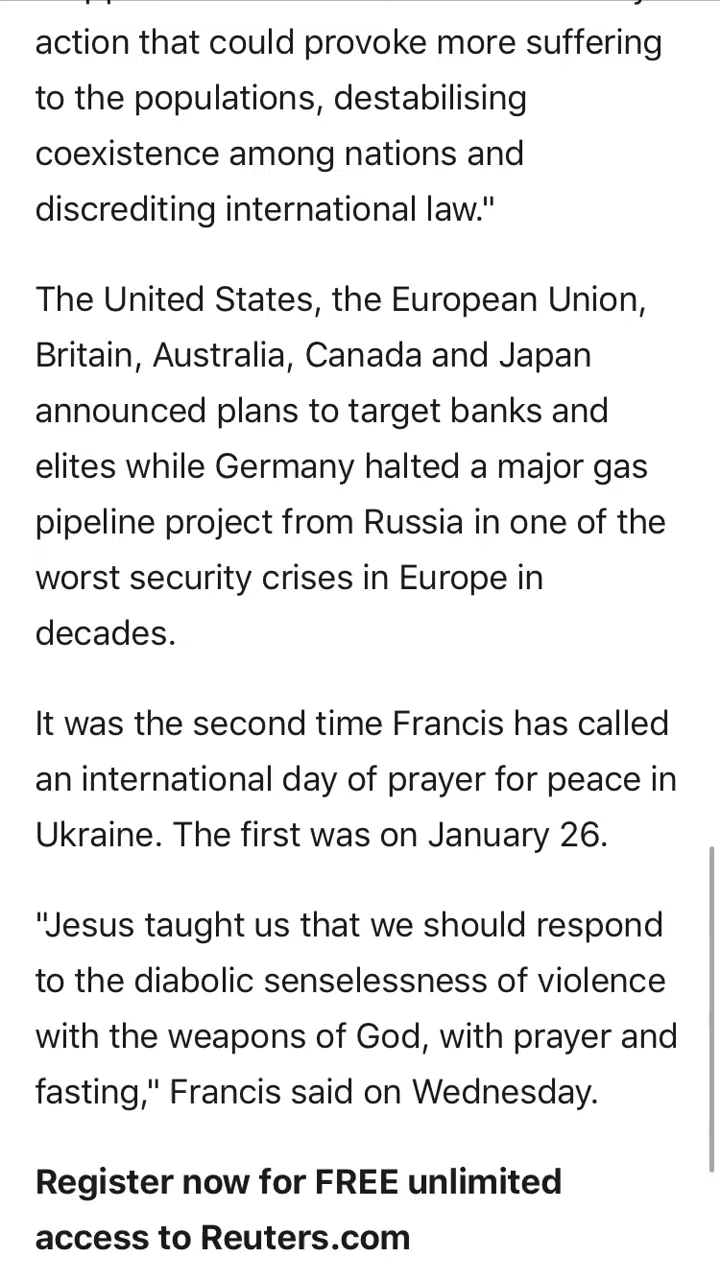 action that could provoke more suffering
to the populations, destabilising
coexistence among nations and
discrediting international law."
The United States, the European Union,
Britain, Australia, Canada and Japan
announced plans to target banks and
elites while Germany halted a major gas
pipeline project from Russia in one of the
worst security crises in Europe in
decades.
It was the second time Francis has called
an international day of prayer for peace in
Ukraine. The first was on January 26.
"Jesus taught us that we should respond
to the diabolic senselessness of violence
with the weapons of God, with prayer and
fasting," Francis said on Wednesday.
Register now for FREE unlimited
access to Reuters.com